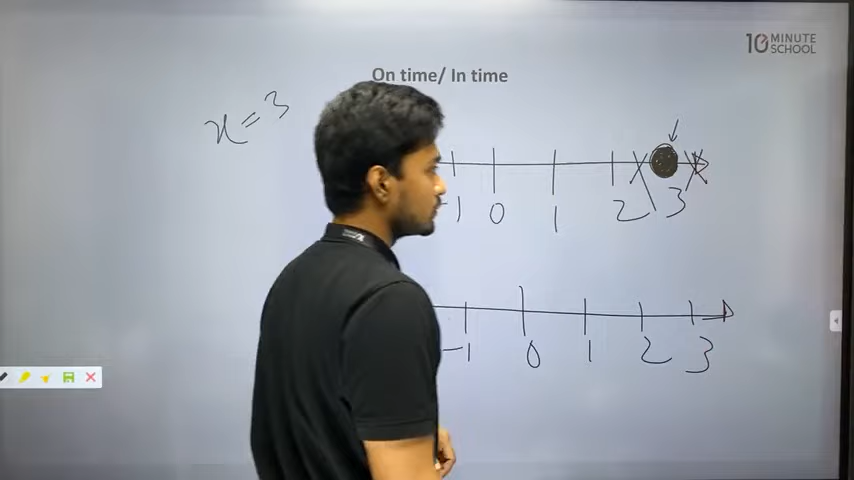 10 MINUTE SCHOOL
On time/ In time
x = 3
-1 0 1 2 3
-1 0 1 2 3